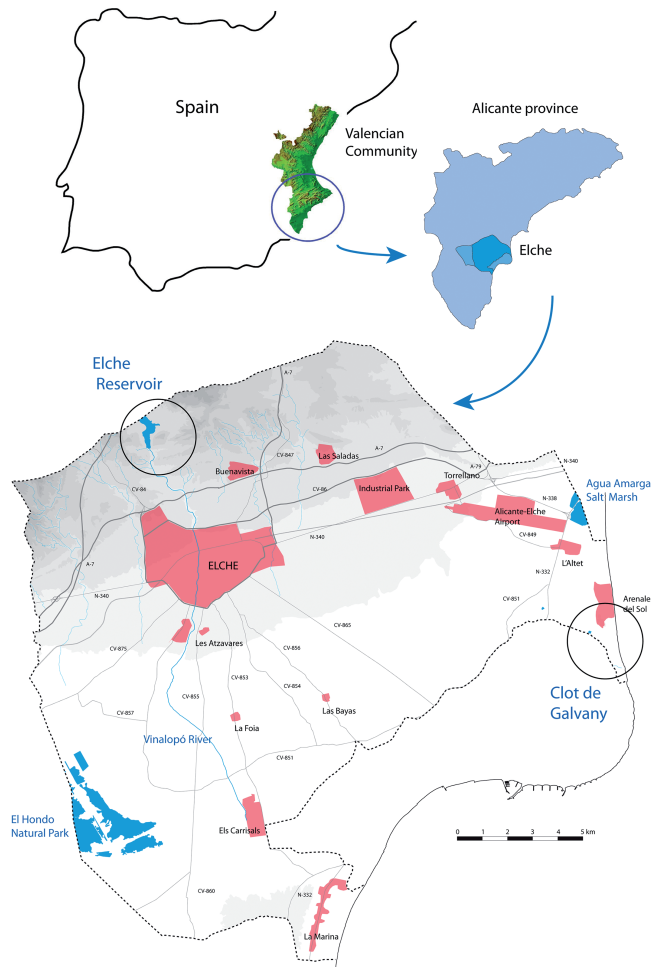 Spain
Alicante province
Valencian
Community
Elche
Elche
Reservoir
A-7
CV-847
Las Saladas
A-7
Buenavista
A-79
N-340
Torrellano
CV-84
CV-86
Industrial Park
Agua Amarga
Salt Marsh
N-338
Alicante-Elche
Airport
N-340
CV-849
A-7
ELCHE
L'Altet
N-332
N-340
CV-851
Arenale
del Sol
CV-865
Les Atzavares
CV-875
CV-856
CV-853
CV-854
Clot de
Galvany
CV-855
CV-857
Las Bayas
La Foia
Vinalopó River
CV-851
El Hondo
Natural Park
Els Carrisals
0 1 2 3 4 5 km
CV-860
N-332
La Marina